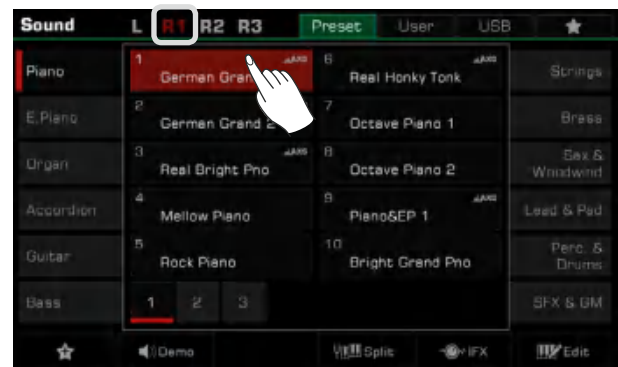 Sound L R1 R2 R3 Preset User USB
Piano
E.Piano
Organ
Accordion
Guitar
Bass
1 German Grand
2 German Grand 2
3 Real Bright Pno
4 Mellow Piano
5 Rock Piano
6 Real Honky Tonk
7 Octave Piano 1
8 Octave Piano 2
9 Piano&EP 1
10 Bright Grand Pno
1 2 3
Strings
Brass
Sax &
Woodwind
Lead & Pad
Perc. &
Drums
SFX & GM
Demo Split IFX Edit